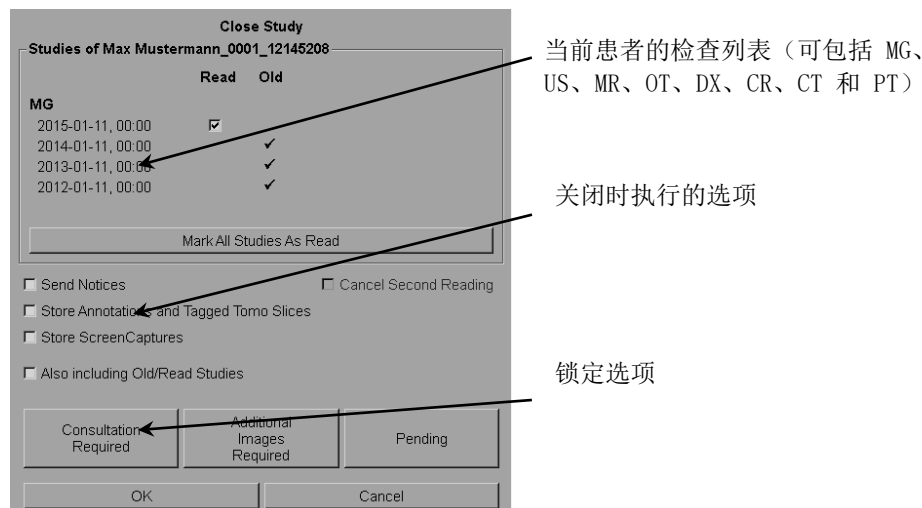 Close Study
Studies of Max Mustermann_0001_12145208
Read Old
MG
2015-01-11, 00:00
2014-01-11, 00:00
2013-01-11, 00:00
2012-01-11, 00:00
Mark All Studies As Read
Send Notices Cancel Second Reading
Store Annotations and Tagged Tomo Slices
Store ScreenCaptures
Also including Old/Read Studies
Consultation
Required
Additional
Images
Required
Pending
OK Cancel
当前患者的检查列表（可包括 MG、
US、MR、OT、DX、CR、CT 和 PT）
关闭时执行的选项
锁定选项